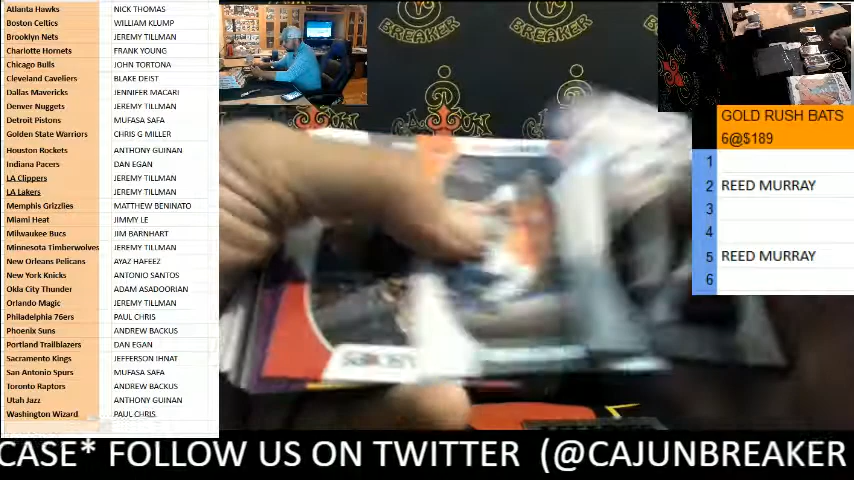 Atlanta Hawks NICK THOMAS
Boston Celtics WILLIAM KLUMP
Brooklyn Nets JEREMY TILLMAN
Charlotte Hornets FRANK YOUNG
Chicago Bulls JOHN TORTONA
Cleveland Caveliers BLAKE DEIST
Dallas Mavericks JENNIFER MACARI
Denver Nuggets JEREMY TILLMAN
Detroit Pistons MUFASA SAFA
Golden State Warriors CHRIS G MILLER
Houston Rockets ANTHONY GUINAN
Indiana Pacers DAN EGAN
LA Clippers JEREMY TILLMAN
LA Lakers JEREMY TILLMAN
Memphis Grizzlies MATTHEW BENINATO
Miami Heat JIMMY LE
Milwaukee Bucs JIM BARNHART
Minnesota Timberwolves JEREMY TILLMAN
New Orleans Pelicans AYAZ HAFEEZ
New York Knicks ANTONIO SANTOS
Okla City Thunder ADAM ASADOORIAN
Orlando Magic JEREMY TILLMAN
Philadelphia 76ers PAUL CHRIS
Phoenix Suns ANDREW BACKUS
Portland Trailblazers DAN EGAN
Sacramento Kings JEFFERSON IHNAT
San Antonio Spurs MUFASA SAFA
Toronto Raptors ANDREW BACKUS
Utah Jazz ANTHONY GUINAN
Washington Wizard PAUL CHRIS
BREAKER
BREAKER
CAJUN
CAJUN
GOLD RUSH BATS
6@$189
1
2 REED MURRAY
3
4
5 REED MURRAY
6
CASE* FOLLOW US ON TWITTER (@CAJUNBREAKER